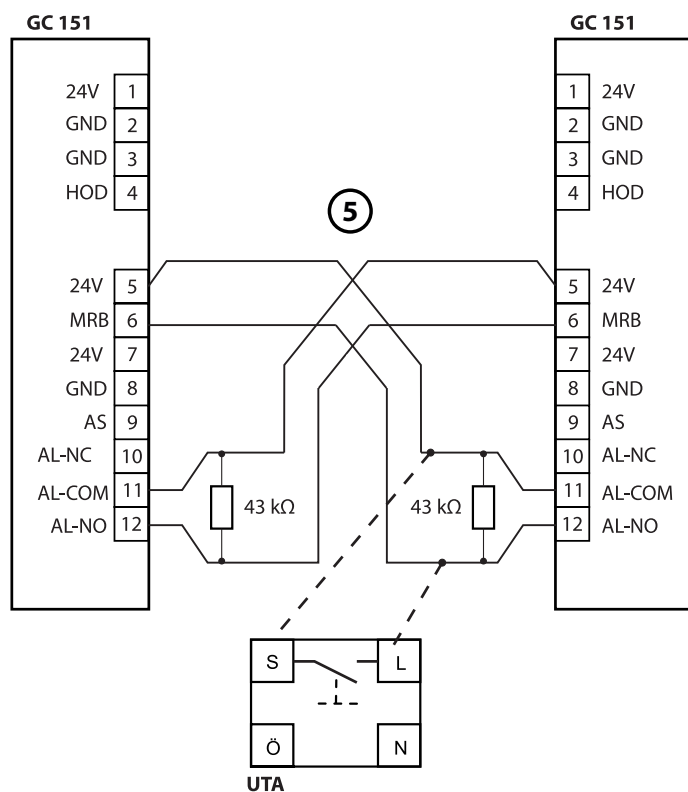 GC 151
GC 151
24V 1
GND 2
GND 3
HOD 4
1 24V
2 GND
3 GND
4 HOD
5
24V 5
MRB 6
24V 7
GND 8
AS 9
AL-NC 10
AL-COM 11
AL-NO 12
5 24V
6 MRB
7 24V
8 GND
9 AS
10 AL-NC
11 AL-COM
12 AL-NO
43 kΩ
43 kΩ
S L
Ö N
UTA